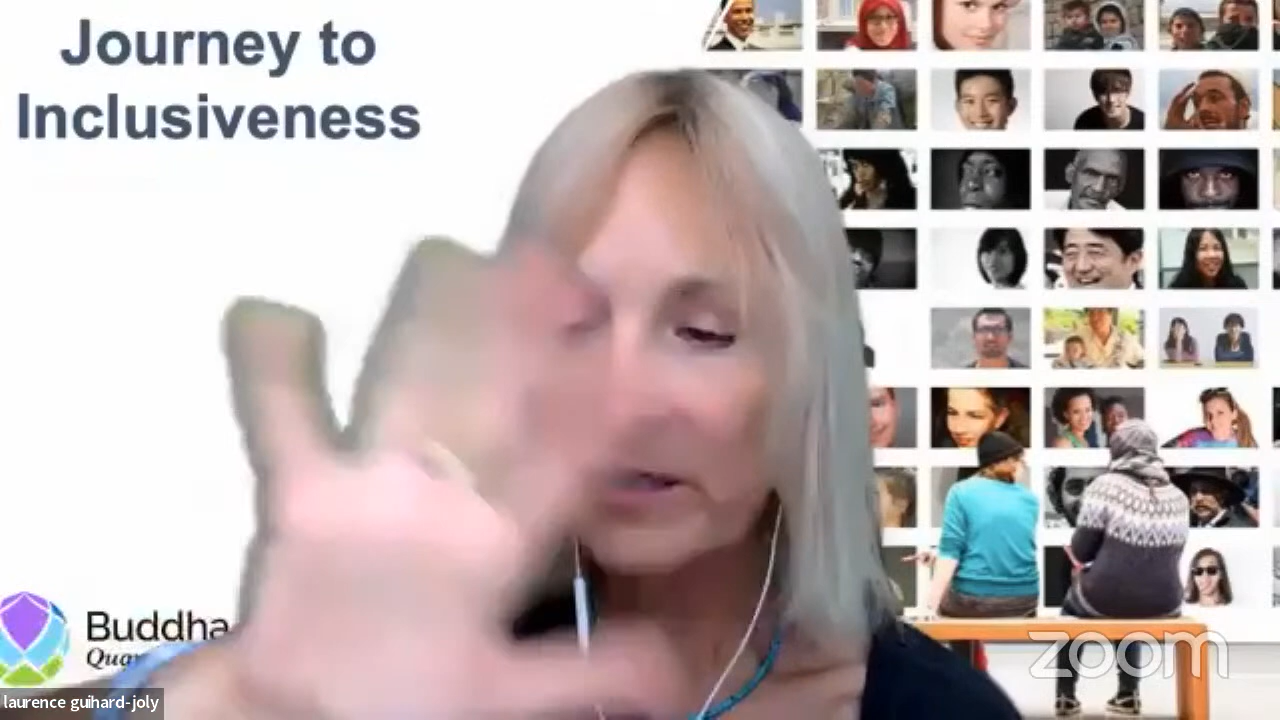 Journey to
Inclusiveness
Buddha
laurence guihard-joly
zoom